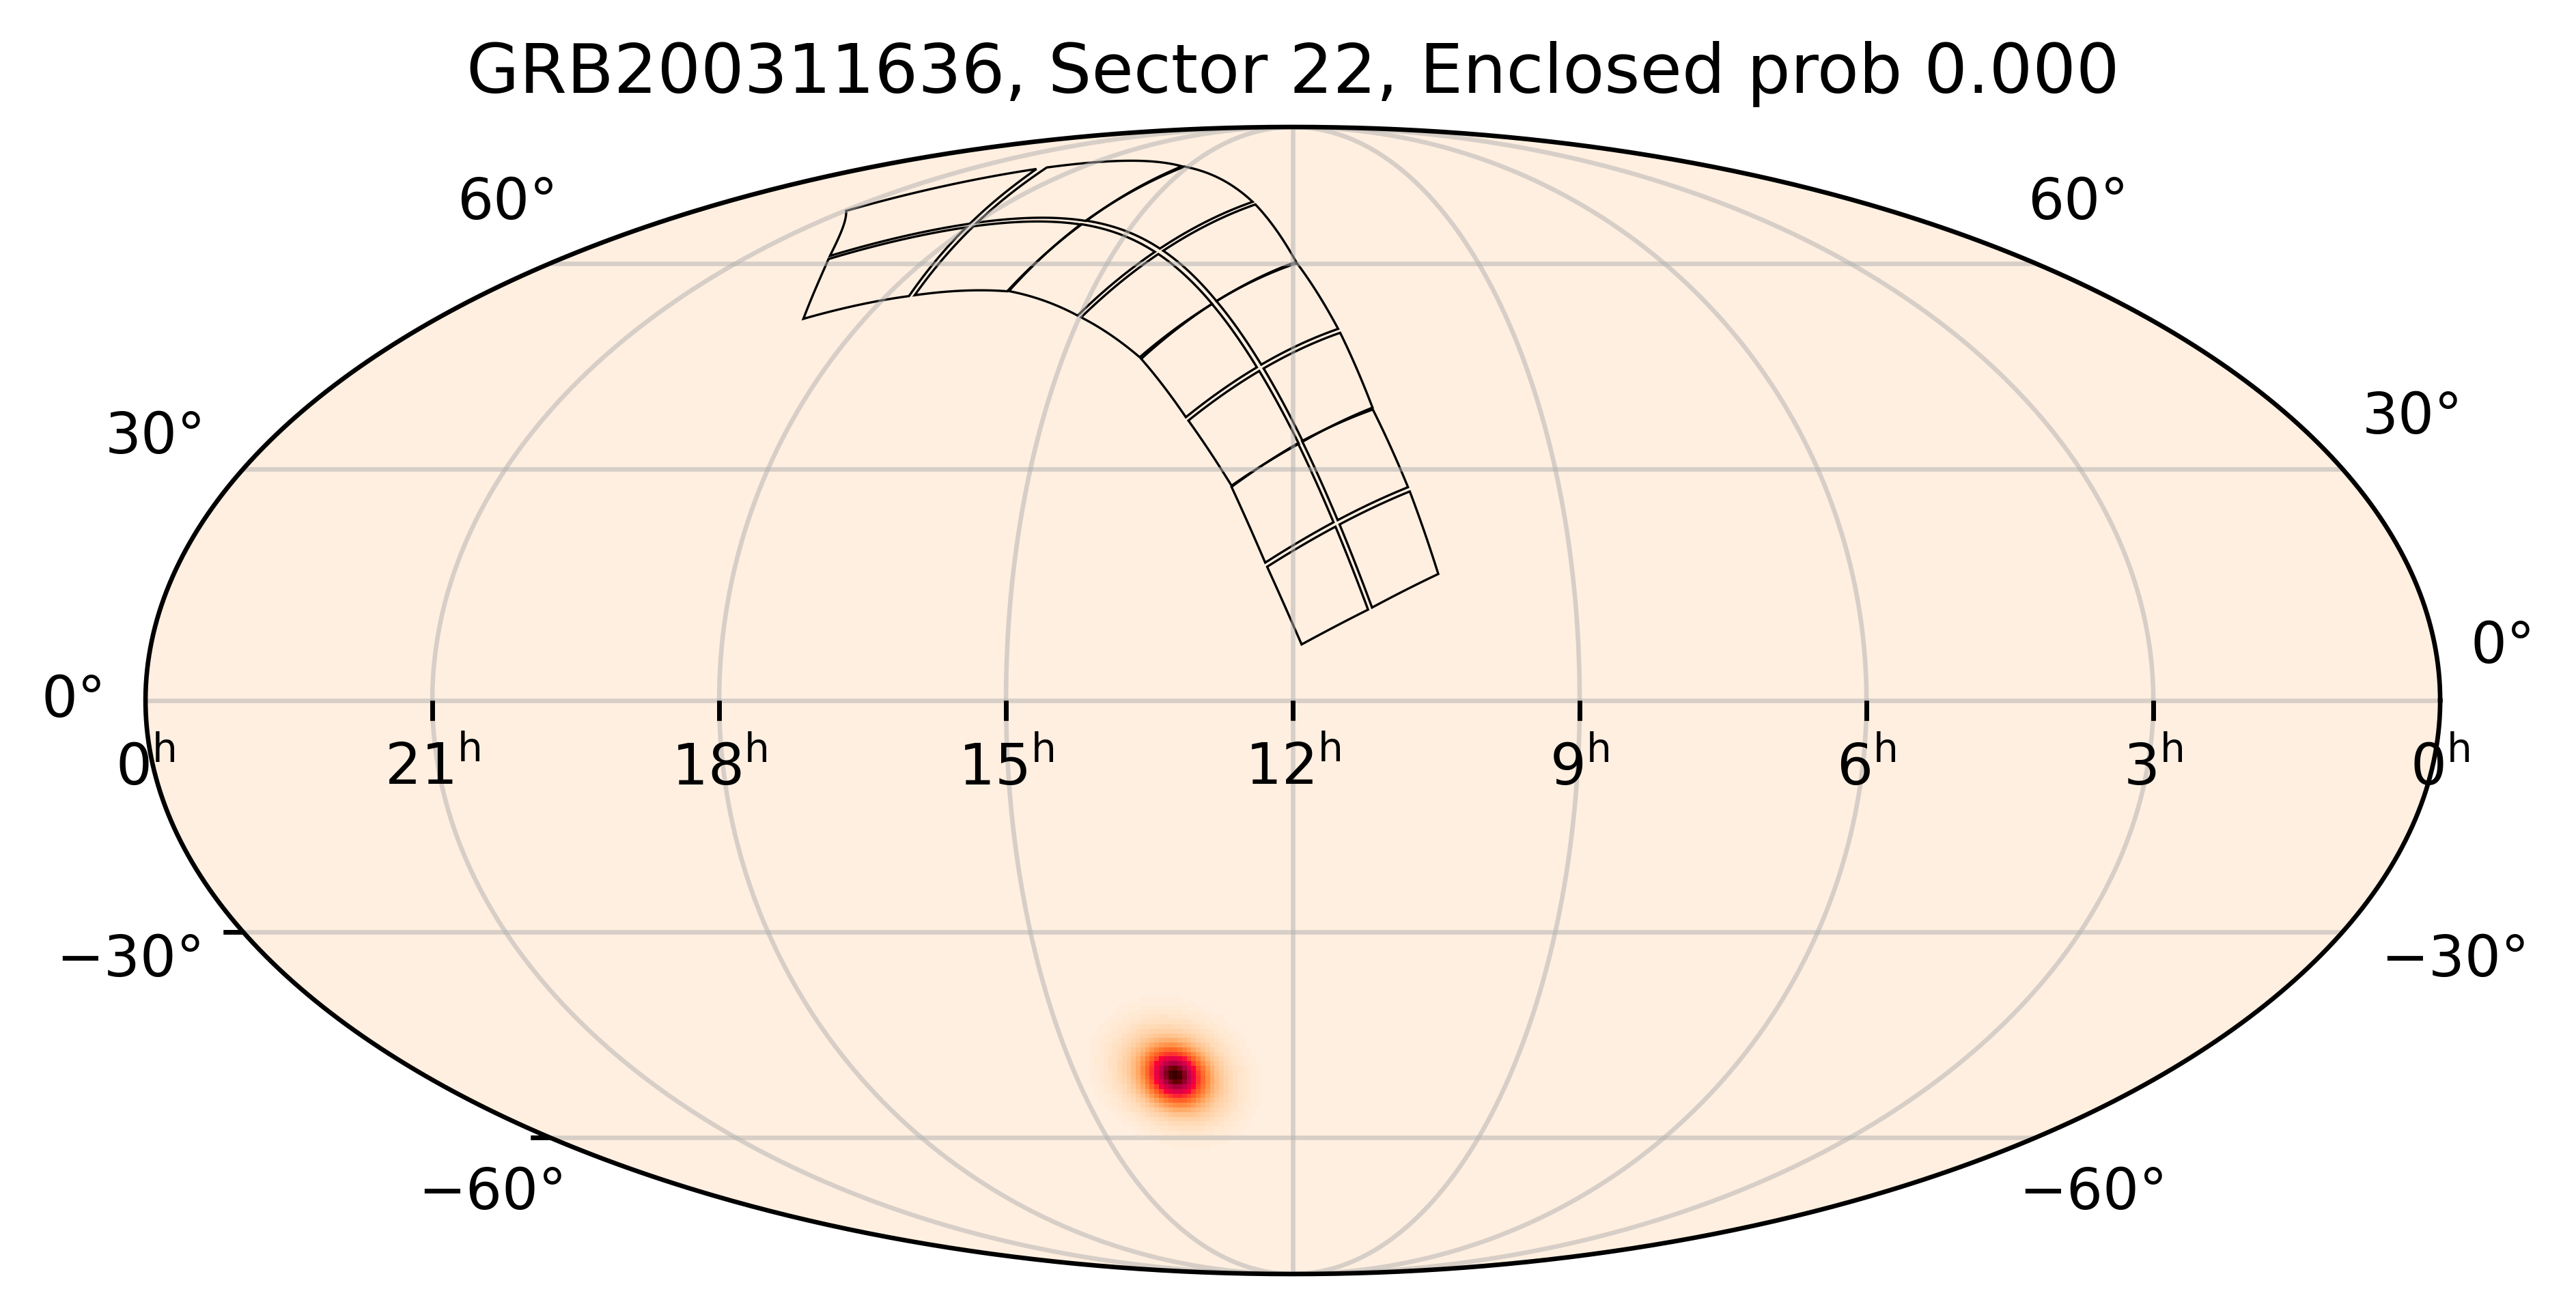 GRB200311636, Sector 22, Enclosed prob 0.000
60° 60°
30° 30°
0° 0°
0h 21h 18h 15h 12h 9h 6h 3h 0h
−30° −30°
−60° −60°